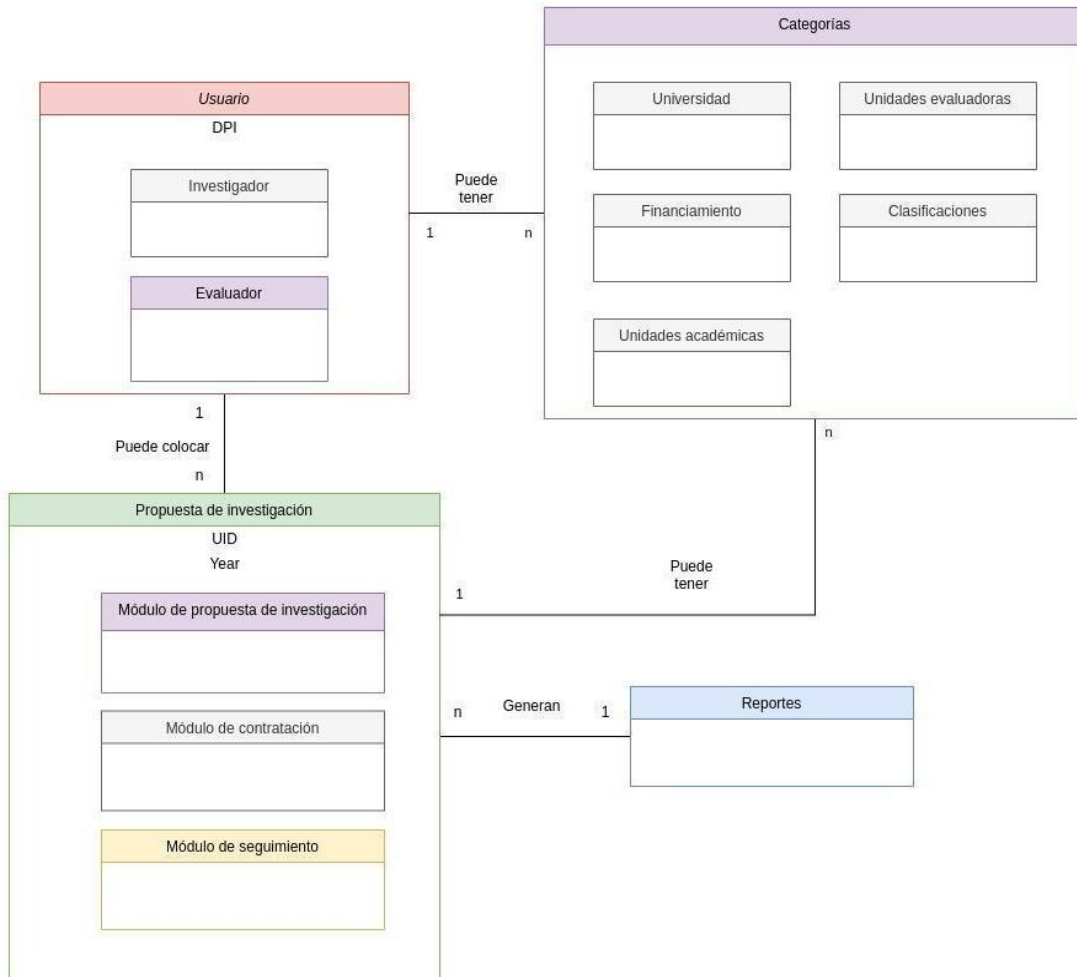 Categorías
Usuario
DPI
Universidad
Unidades evaluadoras
Investigador
Puede
tener
Financiamiento
Clasificaciones
1
n
Evaluador
Unidades académicas
1
n
Puede colocar
n
Propuesta de investigación
UID
Year
Puede
tener
1
Módulo de propuesta de investigación
n
Generan
1
Reportes
Módulo de contratación
Módulo de seguimiento